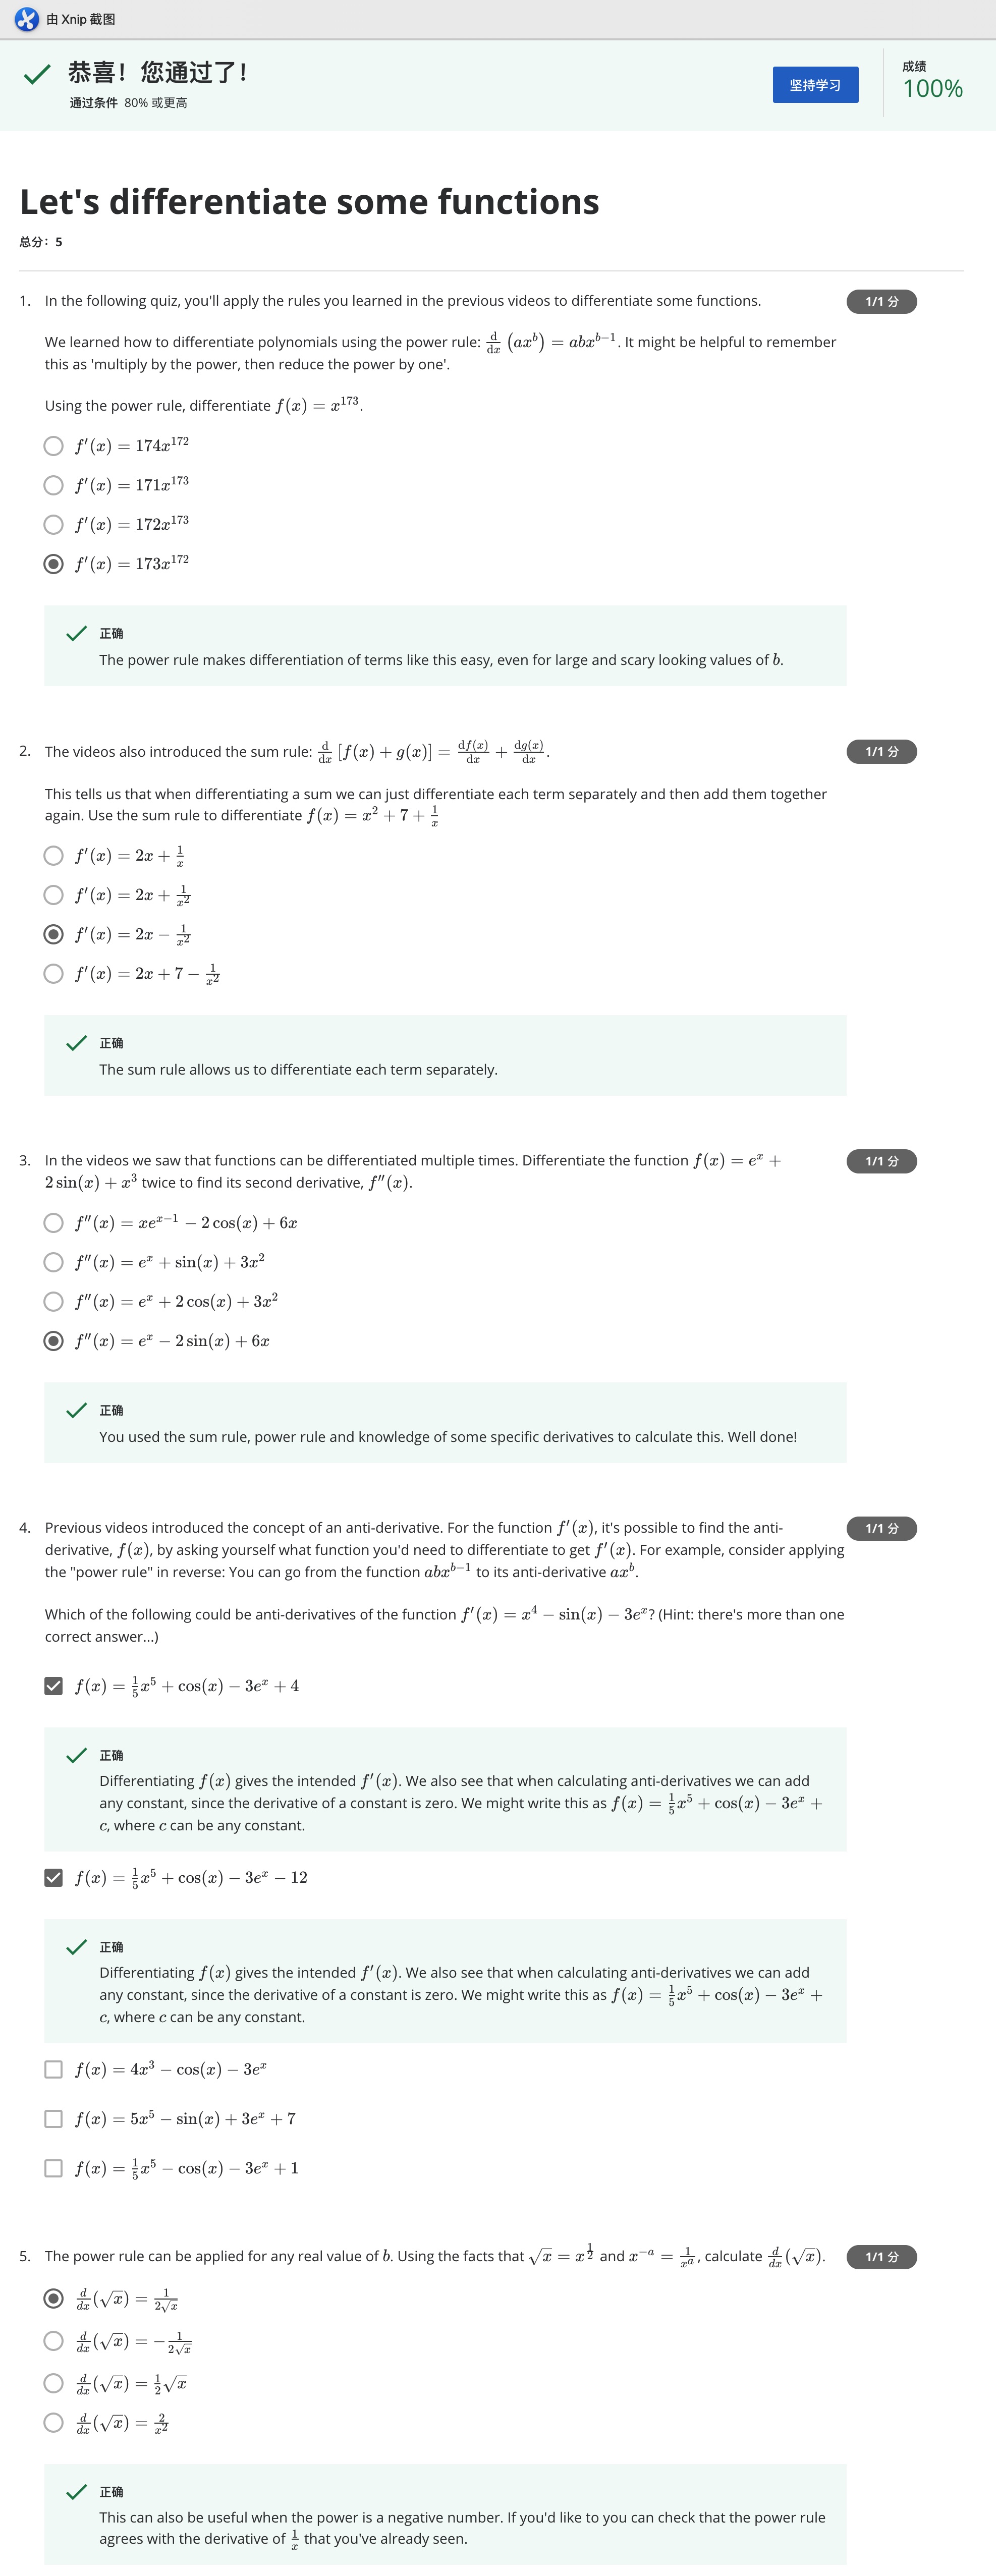 由 Xnip 截图
恭喜！您通过了！
通过条件 80% 或更高
坚持学习
成绩
100%
Let's differentiate some functions
总分：5
1. In the following quiz, you'll apply the rules you learned in the previous videos to differentiate some functions.
1/1 分
We learned how to differentiate polynomials using the power rule: $\frac{\mathrm{d}}{\mathrm{d}x}\left(ax^b\right) = abx^{b-1}$. It might be helpful to remember
this as 'multiply by the power, then reduce the power by one'.
Using the power rule, differentiate $f(x) = x^{173}$.
$f'(x) = 174x^{172}$
$f'(x) = 171x^{173}$
$f'(x) = 172x^{173}$
$f'(x) = 173x^{172}$
正确
The power rule makes differentiation of terms like this easy, even for large and scary looking values of $b$.
2. The videos also introduced the sum rule: $\frac{\mathrm{d}}{\mathrm{d}x}[f(x) + g(x)] = \frac{\mathrm{d}f(x)}{\mathrm{d}x} + \frac{\mathrm{d}g(x)}{\mathrm{d}x}$.
1/1 分
This tells us that when differentiating a sum we can just differentiate each term separately and then add them together
again. Use the sum rule to differentiate $f(x) = x^2 + 7 + \frac{1}{x}$
$f'(x) = 2x + \frac{1}{x}$
$f'(x) = 2x + \frac{1}{x^2}$
$f'(x) = 2x - \frac{1}{x^2}$
$f'(x) = 2x + 7 - \frac{1}{x^2}$
正确
The sum rule allows us to differentiate each term separately.
3. In the videos we saw that functions can be differentiated multiple times. Differentiate the function $f(x) = e^x +$
1/1 分
$2\sin(x) + x^3$ twice to find its second derivative, $f''(x)$.
$f''(x) = xe^{x-1} - 2\cos(x) + 6x$
$f''(x) = e^x + \sin(x) + 3x^2$
$f''(x) = e^x + 2\cos(x) + 3x^2$
$f''(x) = e^x - 2\sin(x) + 6x$
正确
You used the sum rule, power rule and knowledge of some specific derivatives to calculate this. Well done!
4. Previous videos introduced the concept of an anti-derivative. For the function $f'(x)$, it's possible to find the anti-
1/1 分
derivative, $f(x)$, by asking yourself what function you'd need to differentiate to get $f'(x)$. For example, consider applying
the "power rule" in reverse: You can go from the function $abx^{b-1}$ to its anti-derivative $ax^b$.
Which of the following could be anti-derivatives of the function $f'(x) = x^4 - \sin(x) - 3e^x$? (Hint: there's more than one
correct answer...)
$f(x) = \frac{1}{5}x^5 + \cos(x) - 3e^x + 4$
正确
Differentiating $f(x)$ gives the intended $f'(x)$. We also see that when calculating anti-derivatives we can add
any constant, since the derivative of a constant is zero. We might write this as $f(x) = \frac{1}{5}x^5 + \cos(x) - 3e^x +$
$c$, where $c$ can be any constant.
$f(x) = \frac{1}{5}x^5 + \cos(x) - 3e^x - 12$
正确
Differentiating $f(x)$ gives the intended $f'(x)$. We also see that when calculating anti-derivatives we can add
any constant, since the derivative of a constant is zero. We might write this as $f(x) = \frac{1}{5}x^5 + \cos(x) - 3e^x +$
$c$, where $c$ can be any constant.
$f(x) = 4x^3 - \cos(x) - 3e^x$
$f(x) = 5x^5 - \sin(x) + 3e^x + 7$
$f(x) = \frac{1}{5}x^5 - \cos(x) - 3e^x + 1$
5. The power rule can be applied for any real value of $b$. Using the facts that $\sqrt{x} = x^{\frac{1}{2}}$ and $x^{-a} = \frac{1}{x^a}$, calculate $\frac{d}{dx}(\sqrt{x})$.
1/1 分
$\frac{d}{dx}(\sqrt{x}) = \frac{1}{2\sqrt{x}}$
$\frac{d}{dx}(\sqrt{x}) = -\frac{1}{2\sqrt{x}}$
$\frac{d}{dx}(\sqrt{x}) = \frac{1}{2}\sqrt{x}$
$\frac{d}{dx}(\sqrt{x}) = \frac{2}{x^2}$
正确
This can also be useful when the power is a negative number. If you'd like to you can check that the power rule
agrees with the derivative of $\frac{1}{x}$ that you've already seen.